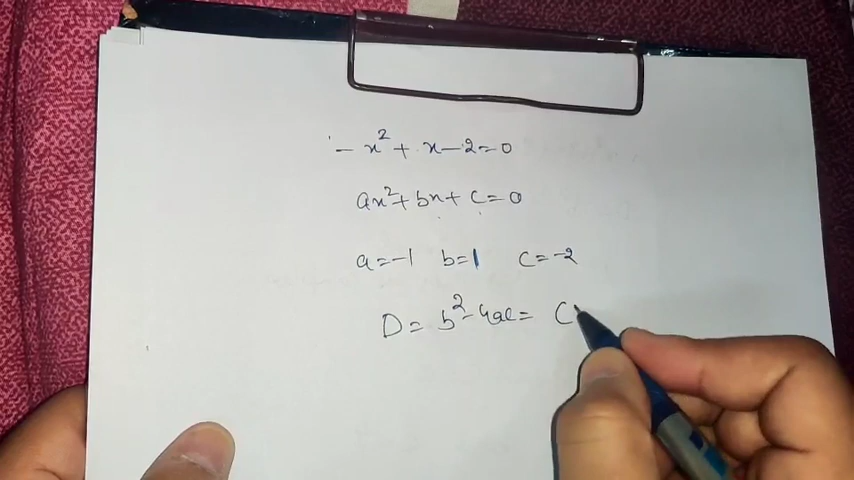 - x² + x - 2 = 0
ax² + bx + c = 0
a = -1 b = 1 c = -2
D = b² - 4ac = (